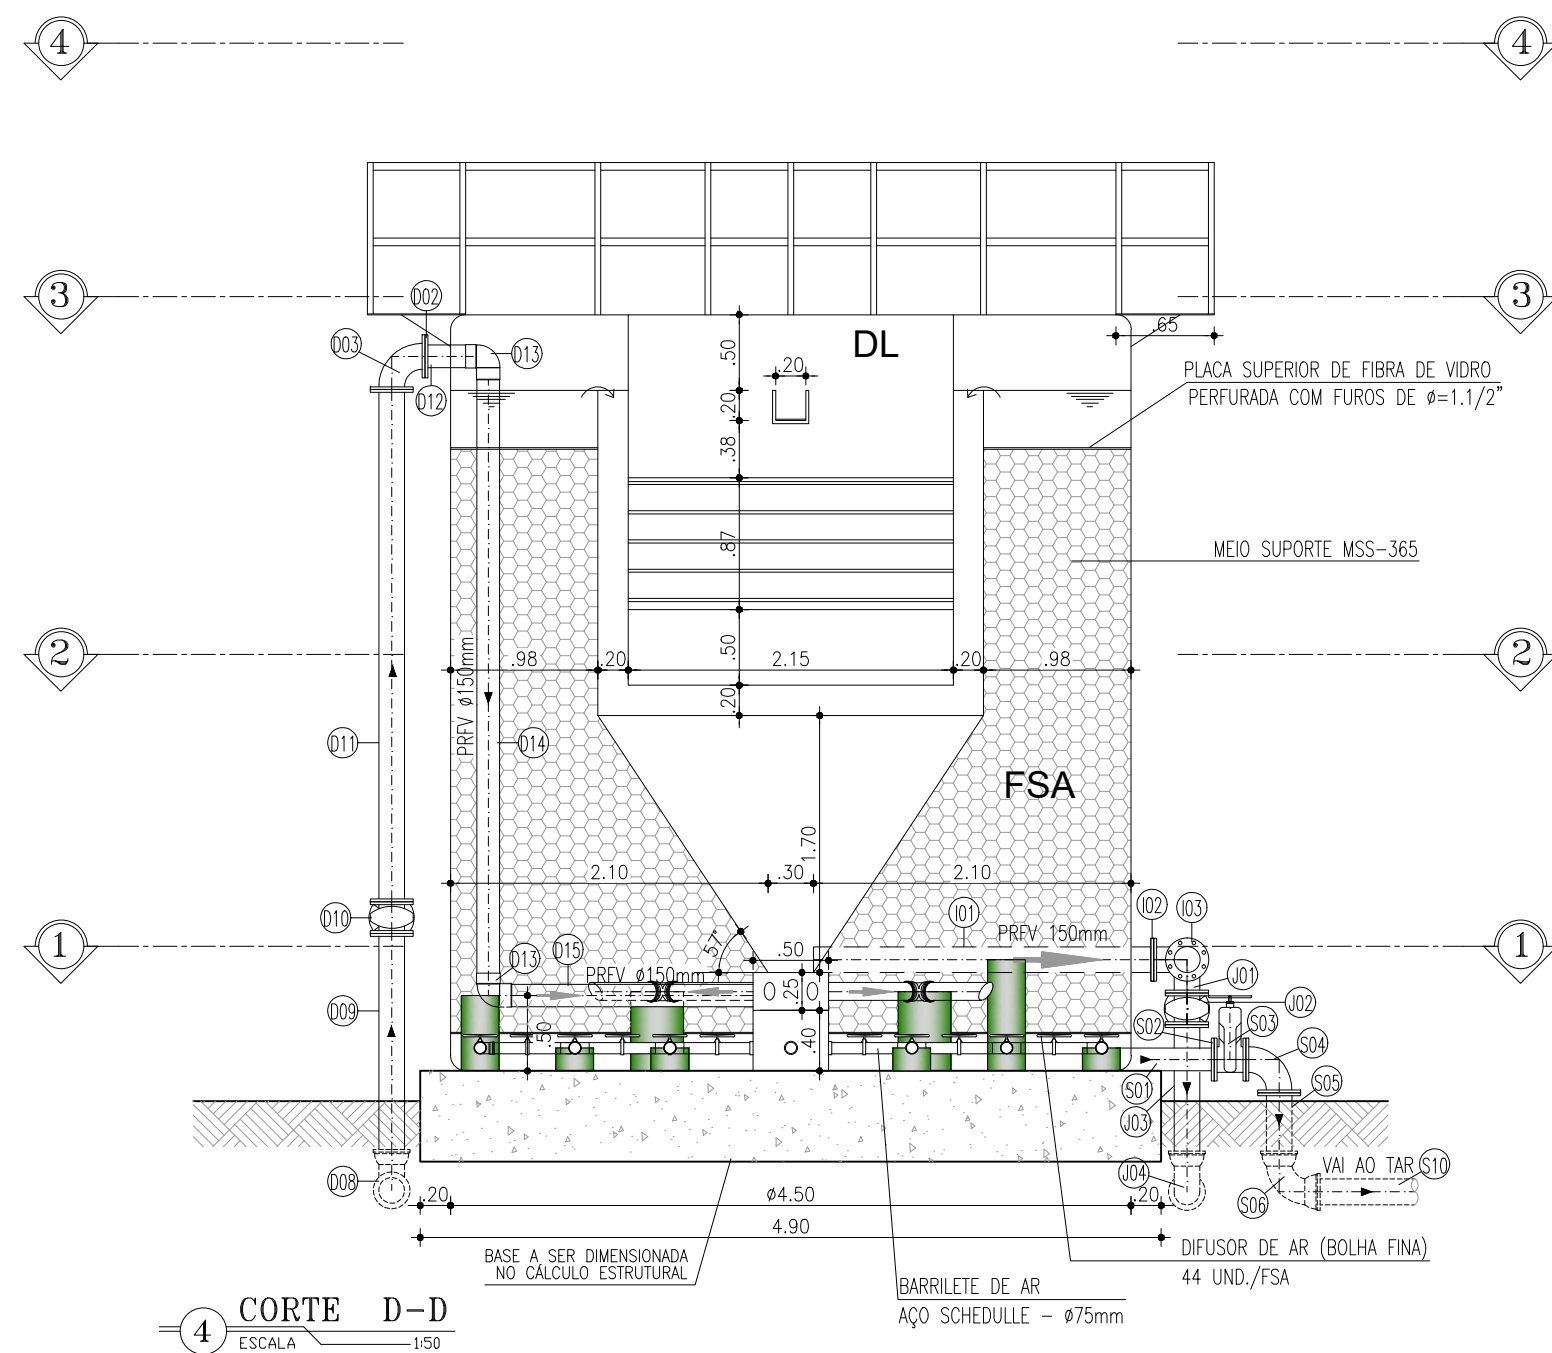 4
4
3
3
D02
D03
D13
D12
DL
.65
.50
.20
PLACA SUPERIOR DE FIBRA DE VIDRO
PERFURADA COM FUROS DE ø=1.1/2"
.20
.38
.87
MEIO SUPORTE MSS-365
2
2
.98
.20
2.15
.20
.98
.50
.20
PRFV ø150mm
D11
D14
FSA
1.70
2.10
.30
2.10
D10
I01
I02
I03
1
1
57°
.50
PRFV 150mm
D13
D15
PRFV ø150mm
.25
J01
J02
D09
.50
.40
S02
S03
S04
S01
S05
J03
D08
J04
VAI AO TAR
S10
S06
.20
ø4.50
.20
4.90
BASE A SER DIMENSIONADA
NO CÁLCULO ESTRUTURAL
DIFUSOR DE AR (BOLHA FINA)
44 UND./FSA
BARRILETE DE AR
AÇO SCHEDULLE - ø75mm
4
CORTE D-D
ESCALA 1:50